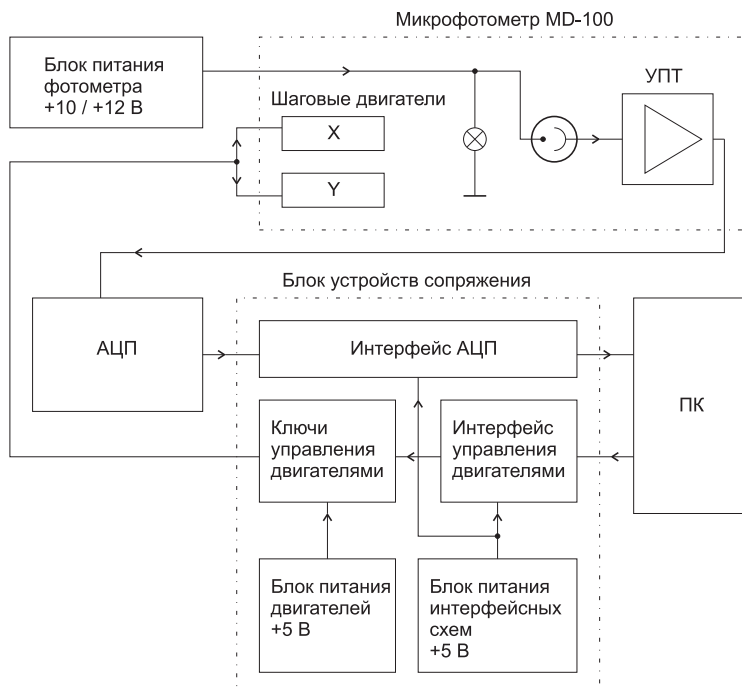 Микрофотометр MD-100
Блок питания
фотометра
+10 / +12 В
Шаговые двигатели
X
Y
УПТ
Блок устройств сопряжения
АЦП
Интерфейс АЦП
ПК
Ключи
управления
двигателями
Интерфейс
управления
двигателями
Блок питания
двигателей
+5 В
Блок питания
интерфейсных
схем
+5 В